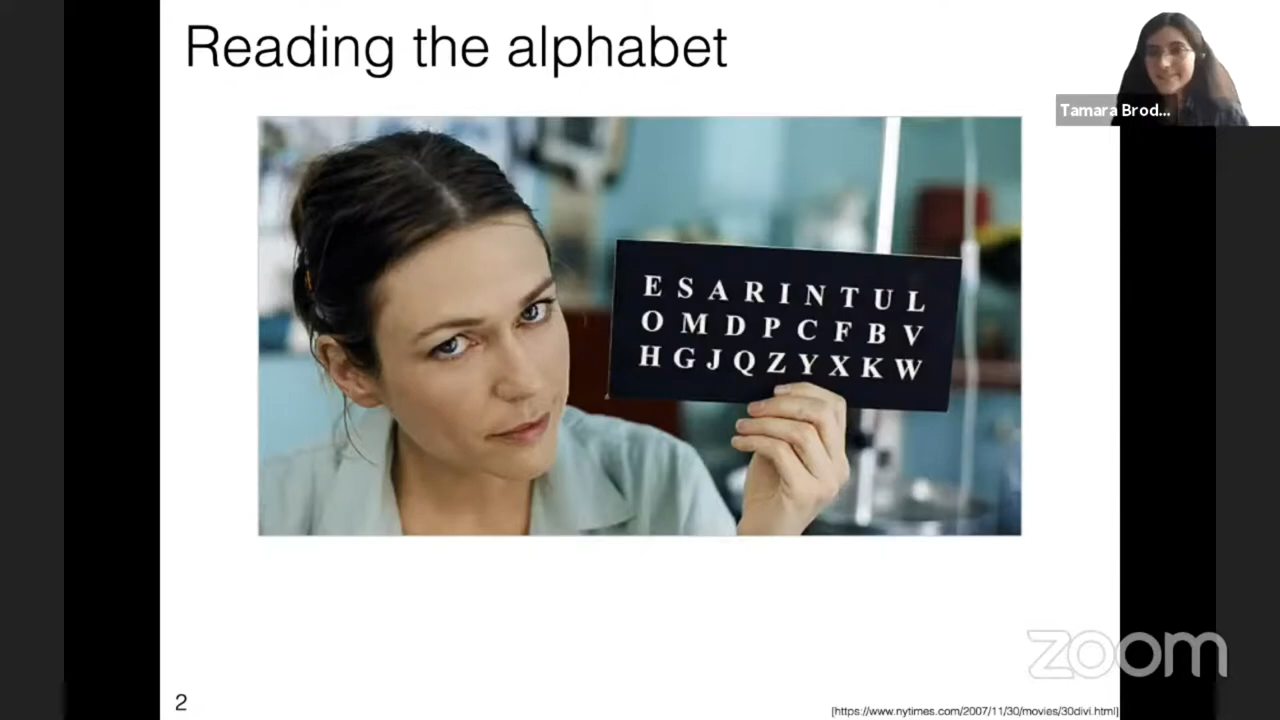 Reading the alphabet
Tamara Brod...
E S A R I N T U L
O M D P C F B V
H G J Q Z Y X K W
zoom
2
[https://www.nytimes.com/2007/11/30/movies/30divi.html]